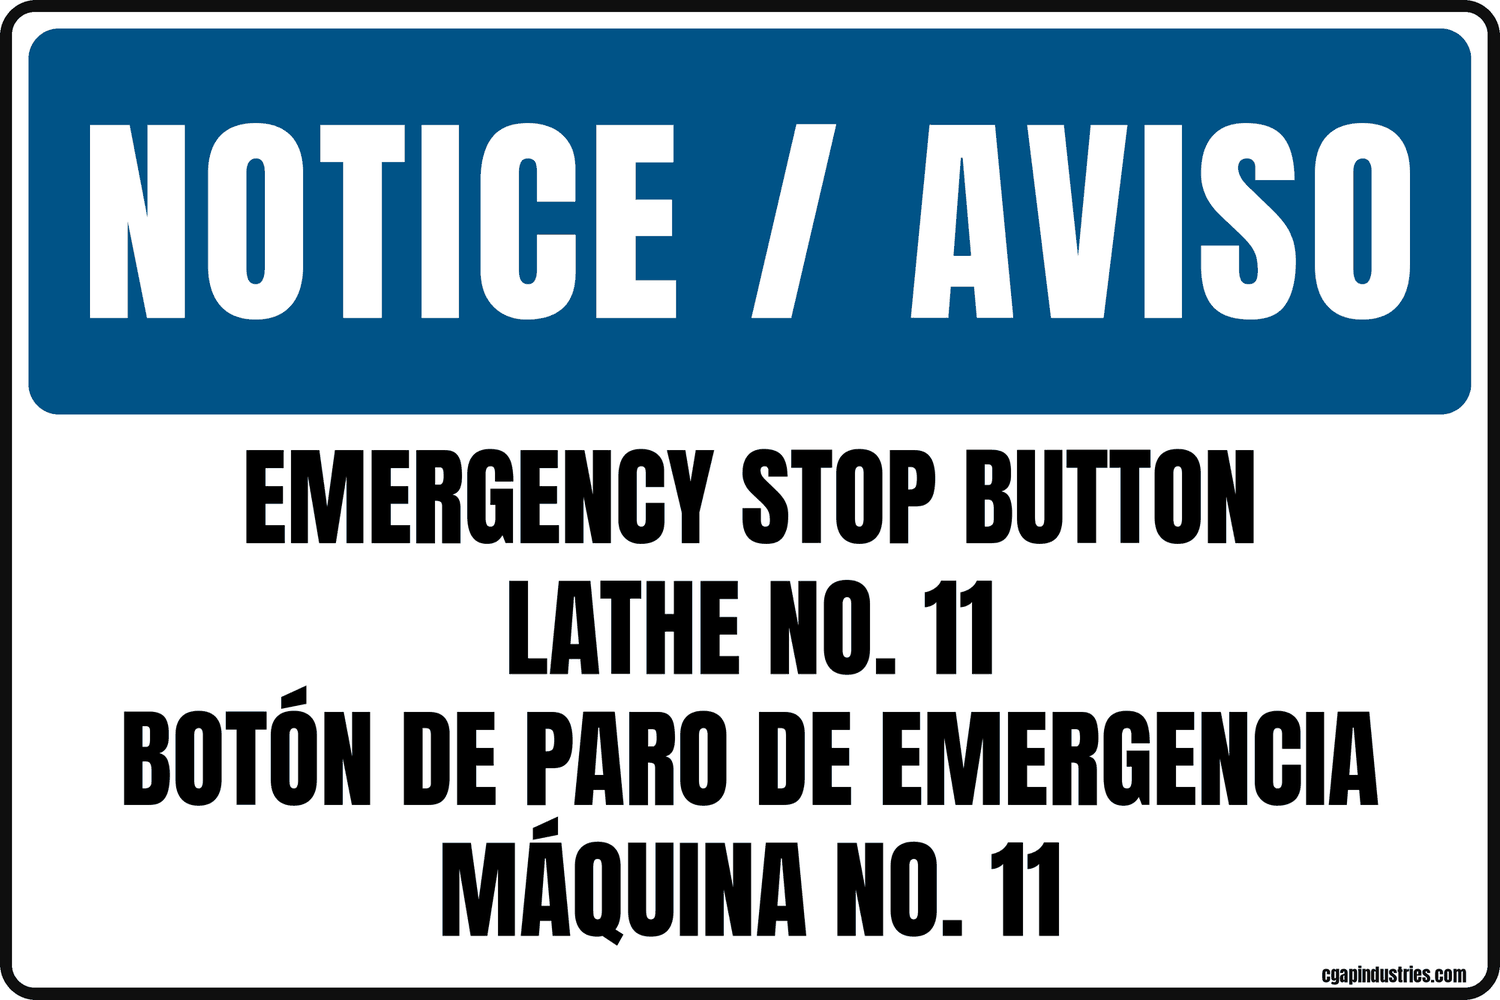 NOTICE / AVISO
EMERGENCY STOP BUTTON
LATHE NO. 11
BOTÓN DE PARO DE EMERGENCIA
MÁQUINA NO. 11
cgapindustries.com